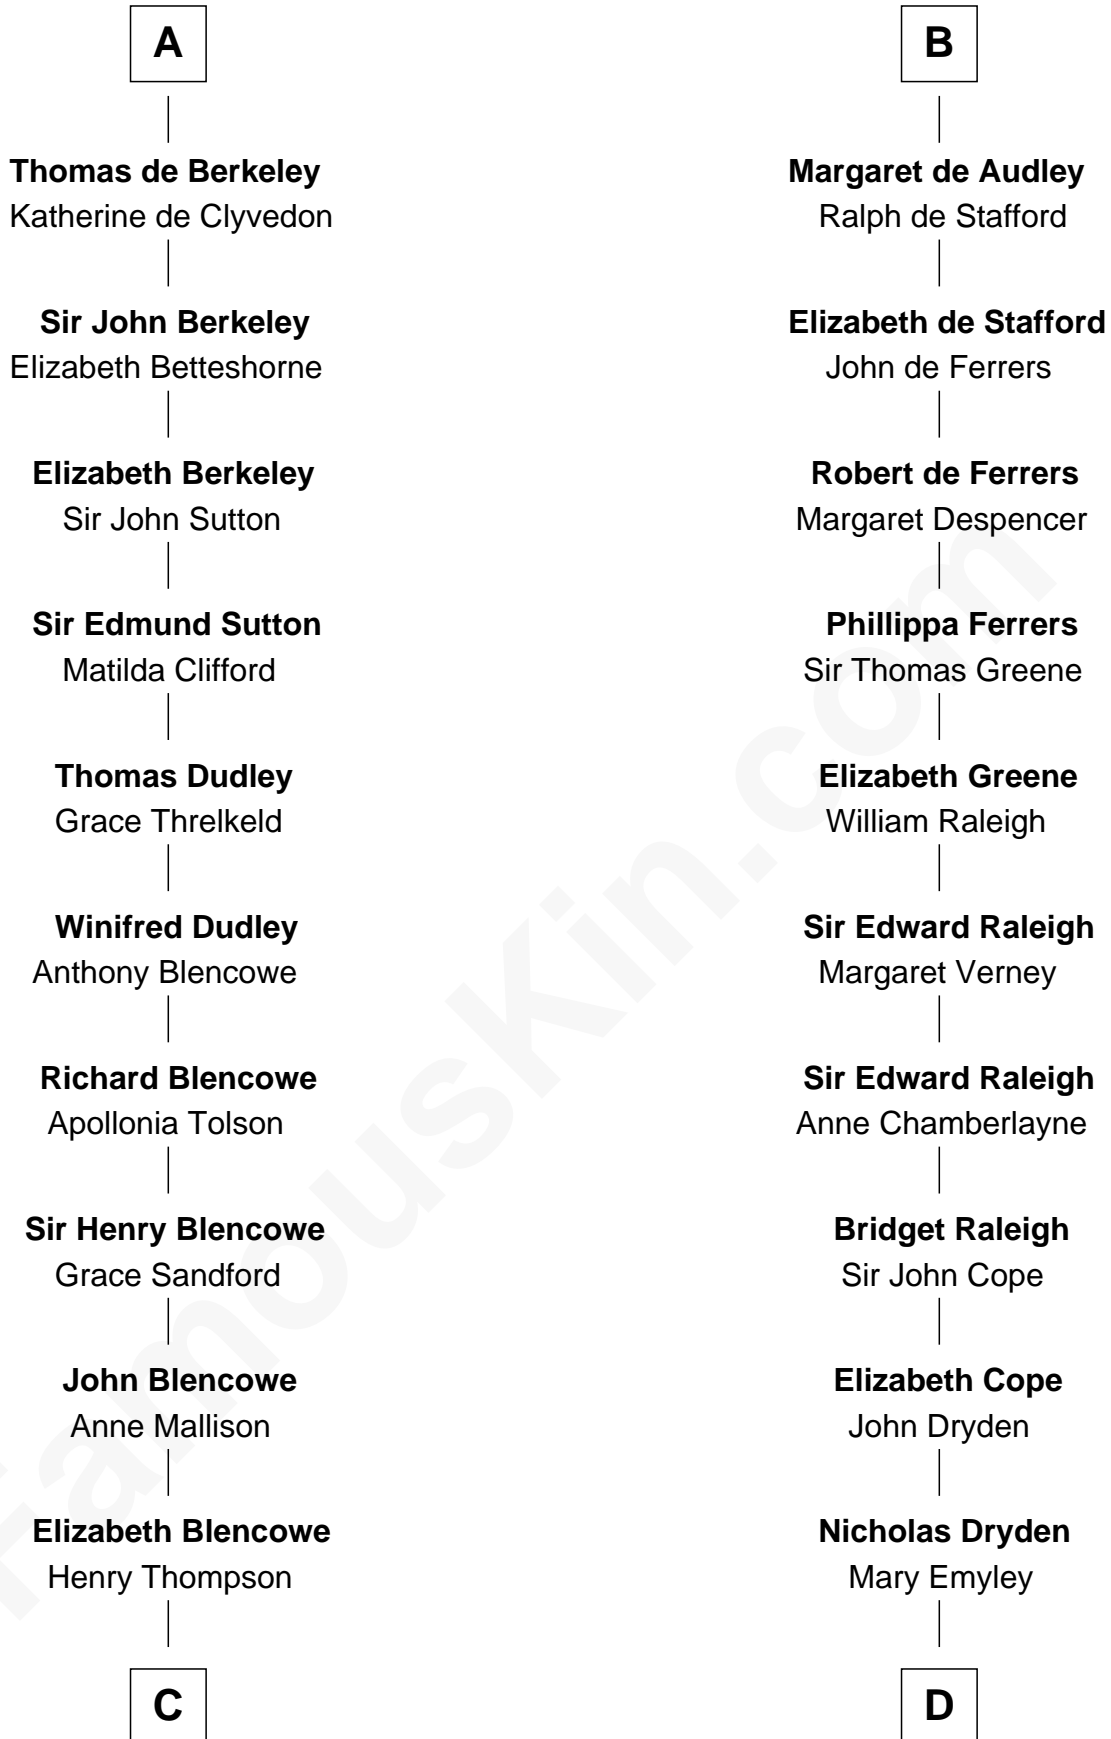 A
Thomas de Berkeley
Katherine de Clyvedon
Sir John Berkeley
Elizabeth Betteshorne
Elizabeth Berkeley
Sir John Sutton
Sir Edmund Sutton
Matilda Clifford
Thomas Dudley
Grace Threlkeld
Winifred Dudley
Anthony Blencowe
Richard Blencowe
Apollonia Tolson
Sir Henry Blencowe
Grace Sandford
John Blencowe
Anne Mallison
Elizabeth Blencowe
Henry Thompson
C
B
Margaret de Audley
Ralph de Stafford
Elizabeth de Stafford
John de Ferrers
Robert de Ferrers
Margaret Despencer
Phillippa Ferrers
Sir Thomas Greene
Elizabeth Greene
William Raleigh
Sir Edward Raleigh
Margaret Verney
Sir Edward Raleigh
Anne Chamberlayne
Bridget Raleigh
Sir John Cope
Elizabeth Cope
John Dryden
Nicholas Dryden
Mary Emyley
D
FamousKin.com